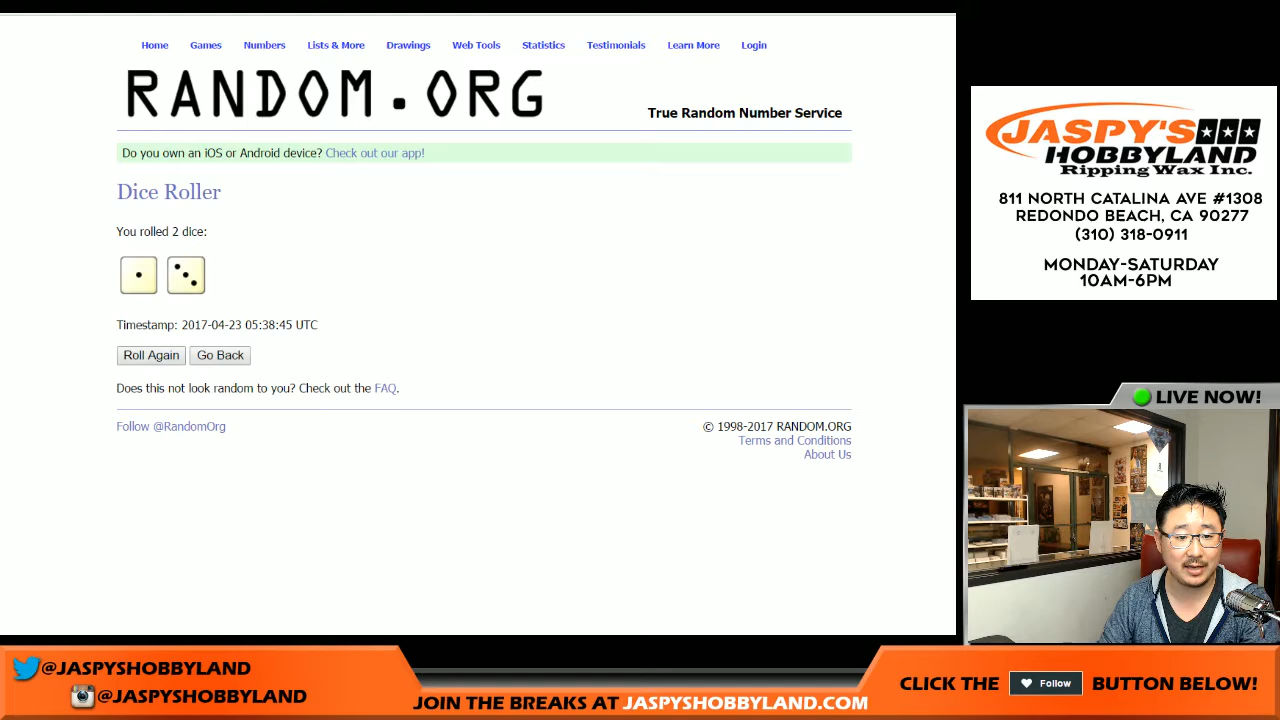 Home Games Numbers Lists & More Drawings Web Tools Statistics Testimonials Learn More Login
RANDOM.ORG
True Random Number Service
Do you own an iOS or Android device? Check out our app!
Dice Roller
You rolled 2 dice:
Timestamp: 2017-04-23 05:38:45 UTC
Roll Again Go Back
Does this not look random to you? Check out the FAQ.
Follow @RandomOrg
© 1998-2017 RANDOM.ORG
Terms and Conditions
About Us
JASPY'S
HOBBYLAND
Ripping Wax Inc.
811 NORTH CATALINA AVE #1308
REDONDO BEACH, CA 90277
(310) 318-0911
MONDAY-SATURDAY
10AM-6PM
LIVE NOW!
@JASPYSHOBBYLAND
@JASPYSHOBBYLAND
JOIN THE BREAKS AT JASPYSHOBBYLAND.COM
CLICK THE Follow BUTTON BELOW!